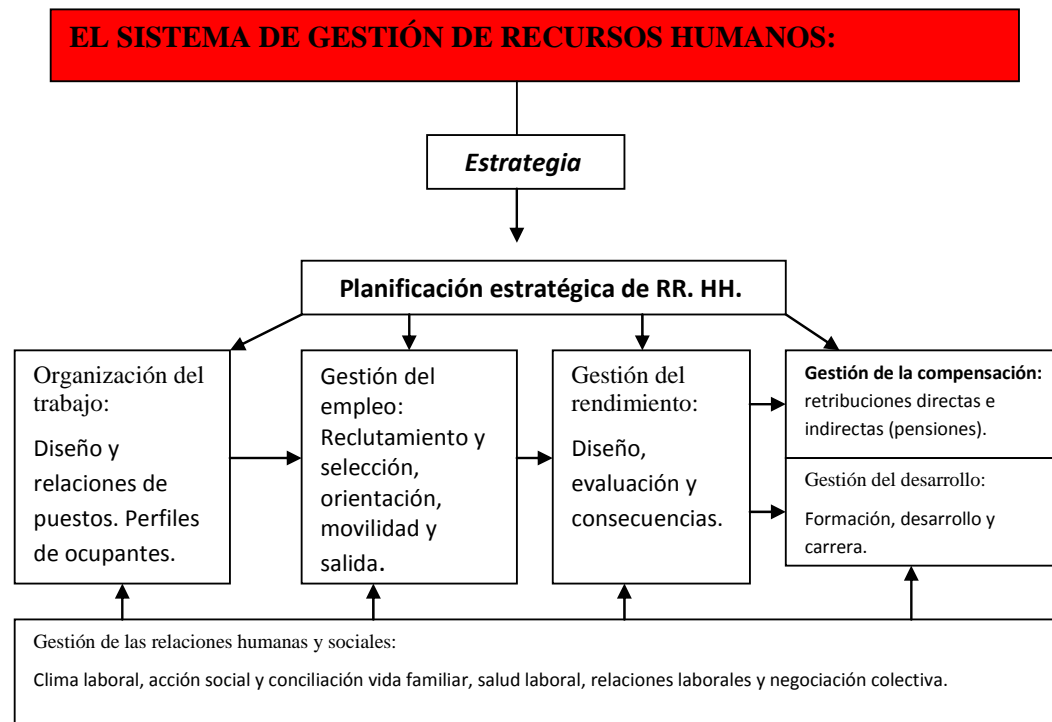 EL SISTEMA DE GESTIÓN DE RECURSOS HUMANOS:
Estrategia
Planificación estratégica de RR. HH.
Organización del
trabajo:
Diseño y
relaciones de
puestos. Perfiles
de ocupantes.
Gestión del
empleo:
Reclutamiento y
selección,
orientación,
movilidad y
salida.
Gestión del
rendimiento:
Diseño,
evaluación y
consecuencias.
Gestión de la compensación:
retribuciones directas e
indirectas (pensiones).
Gestión del desarrollo:
Formación, desarrollo y
carrera.
Gestión de las relaciones humanas y sociales:
Clima laboral, acción social y conciliación vida familiar, salud laboral, relaciones laborales y negociación colectiva.